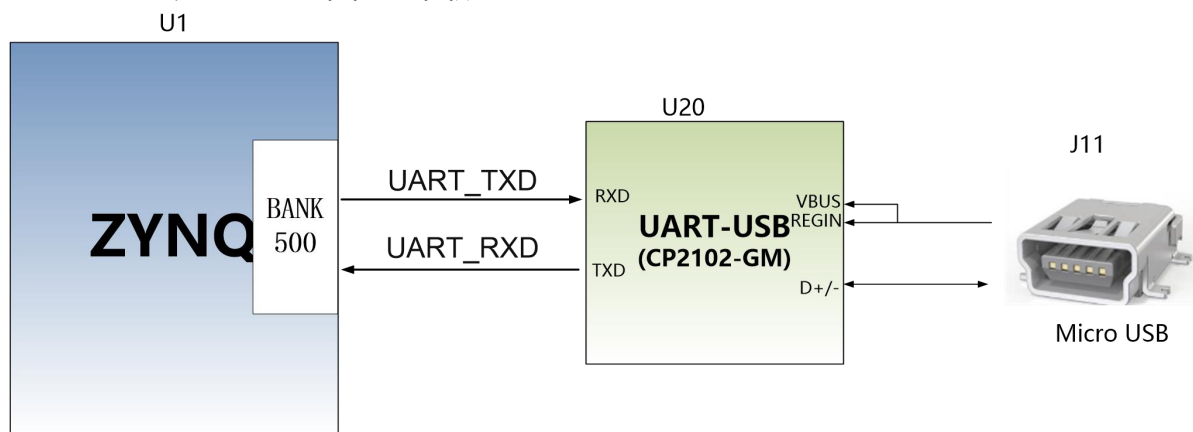 U1
ZYNQ
BANK
500
UART_TXD
UART_RXD
U20
RXD
TXD
UART-USB
(CP2102-GM)
VBUS
REGIN
D+/-
J11
Micro USB